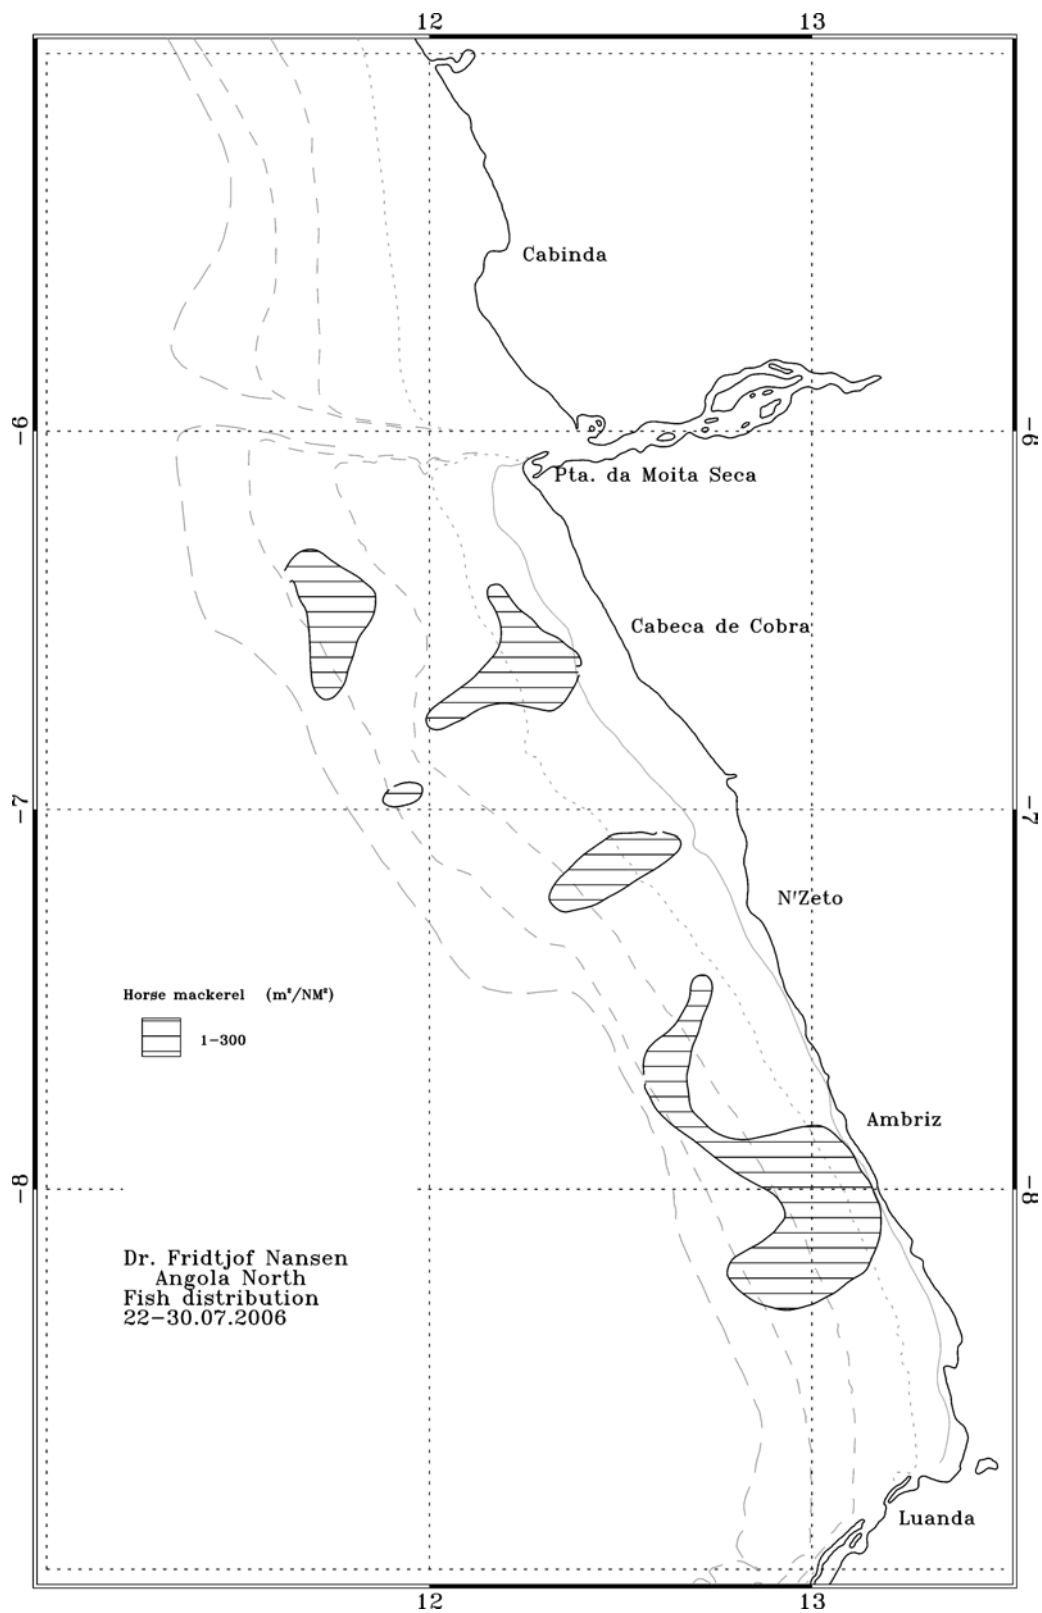 12 13
Cabinda
-6 -6
Pta. da Moita Seca
Cabeca de Cobra
-7 -7
N'Zeto
Horse mackerel (m²/NM²)
1-300
Ambriz
-8 -8
Dr. Fridtjof Nansen
Angola North
Fish distribution
22-30.07.2006
Luanda
12 13